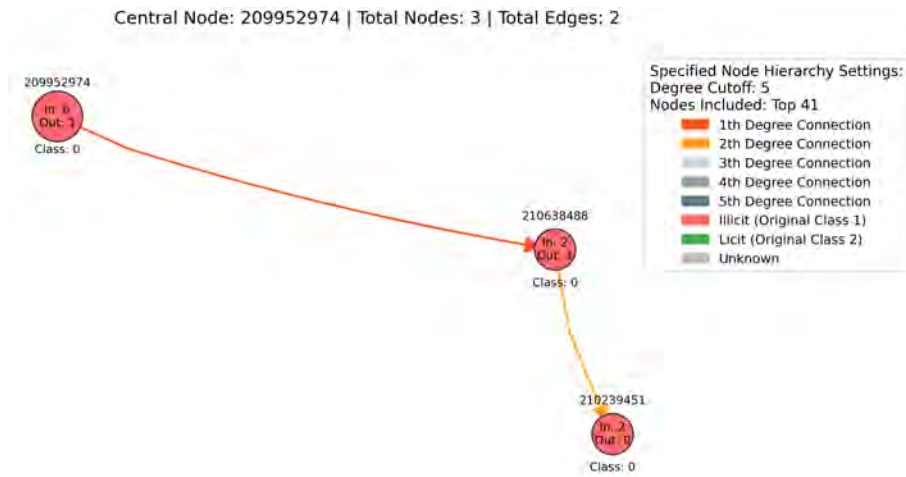 Central Node: 209952974 | Total Nodes: 3 | Total Edges: 2
209952974
In: 6
Out: 1
Class: 0
210638488
In: 2
Out: 1
Class: 0
210239451
In: 2
Out: 0
Class: 0
Specified Node Hierarchy Settings:
Degree Cutoff: 5
Nodes Included: Top 41
1th Degree Connection
2th Degree Connection
3th Degree Connection
4th Degree Connection
5th Degree Connection
Illicit (Original Class 1)
Licit (Original Class 2)
Unknown